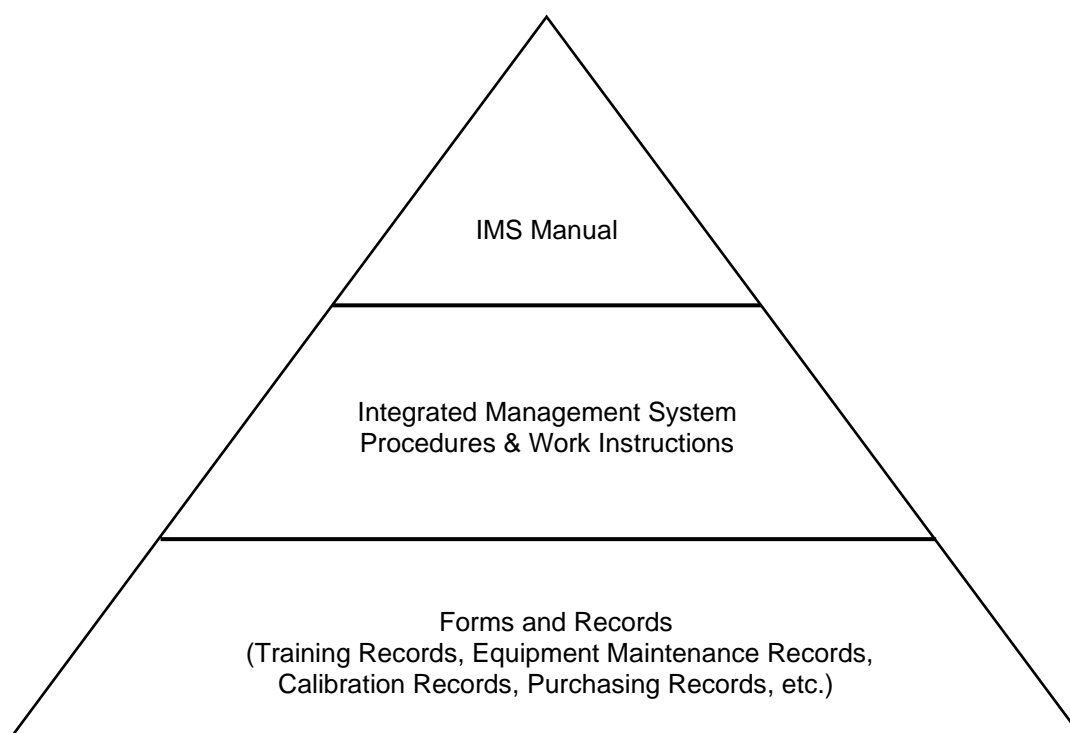 IMS Manual
Integrated Management System
Procedures & Work Instructions
Forms and Records
(Training Records, Equipment Maintenance Records,
Calibration Records, Purchasing Records, etc.)